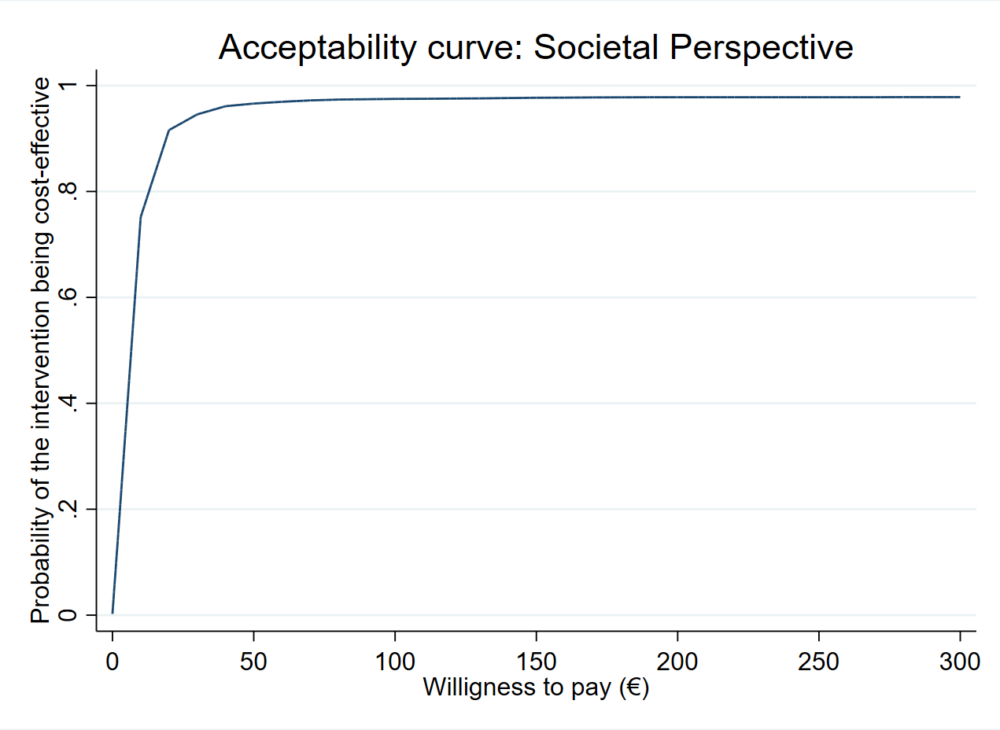 Acceptability curve: Societal Perspective
Probability of the intervention being cost-effective
1
.8
.6
.4
.2
0
0 50 100 150 200 250 300
Willigness to pay (€)